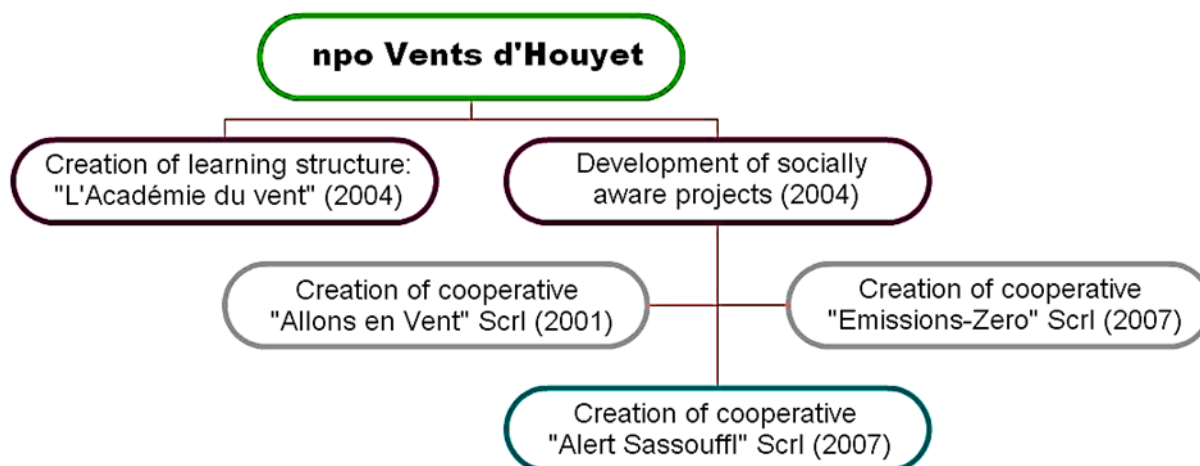 npo Vents d'Houyet
Creation of learning structure:
"L'Académie du vent" (2004)
Development of socially
aware projects (2004)
Creation of cooperative
"Allons en Vent" Scrl (2001)
Creation of cooperative
"Emissions-Zero" Scrl (2007)
Creation of cooperative
"Alert Sassouffl" Scrl (2007)